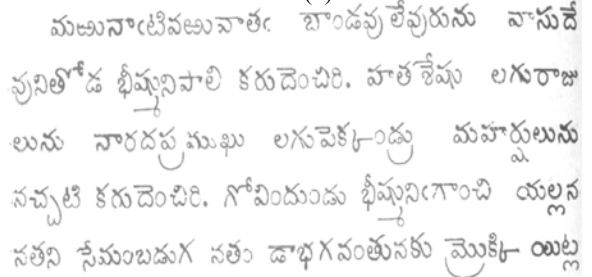 మఱునాఁటివఱువాతఁ బాండవు లేవురును వాసుదే
వునితోడ భీష్మునిపాలి కరుదెంచిరి. హతశేషు లగురాజు
లును నారదప్రముఖు లగుపెక్కండ్రు మహర్షులును
నచ్చటి కరుదెంచిరి. గోవిందుండు భీష్మునిఁగాంచి యల్లన
నతని సేమంబడుగ నతం డాభగవంతునకు మ్రొక్కి యిట్ల